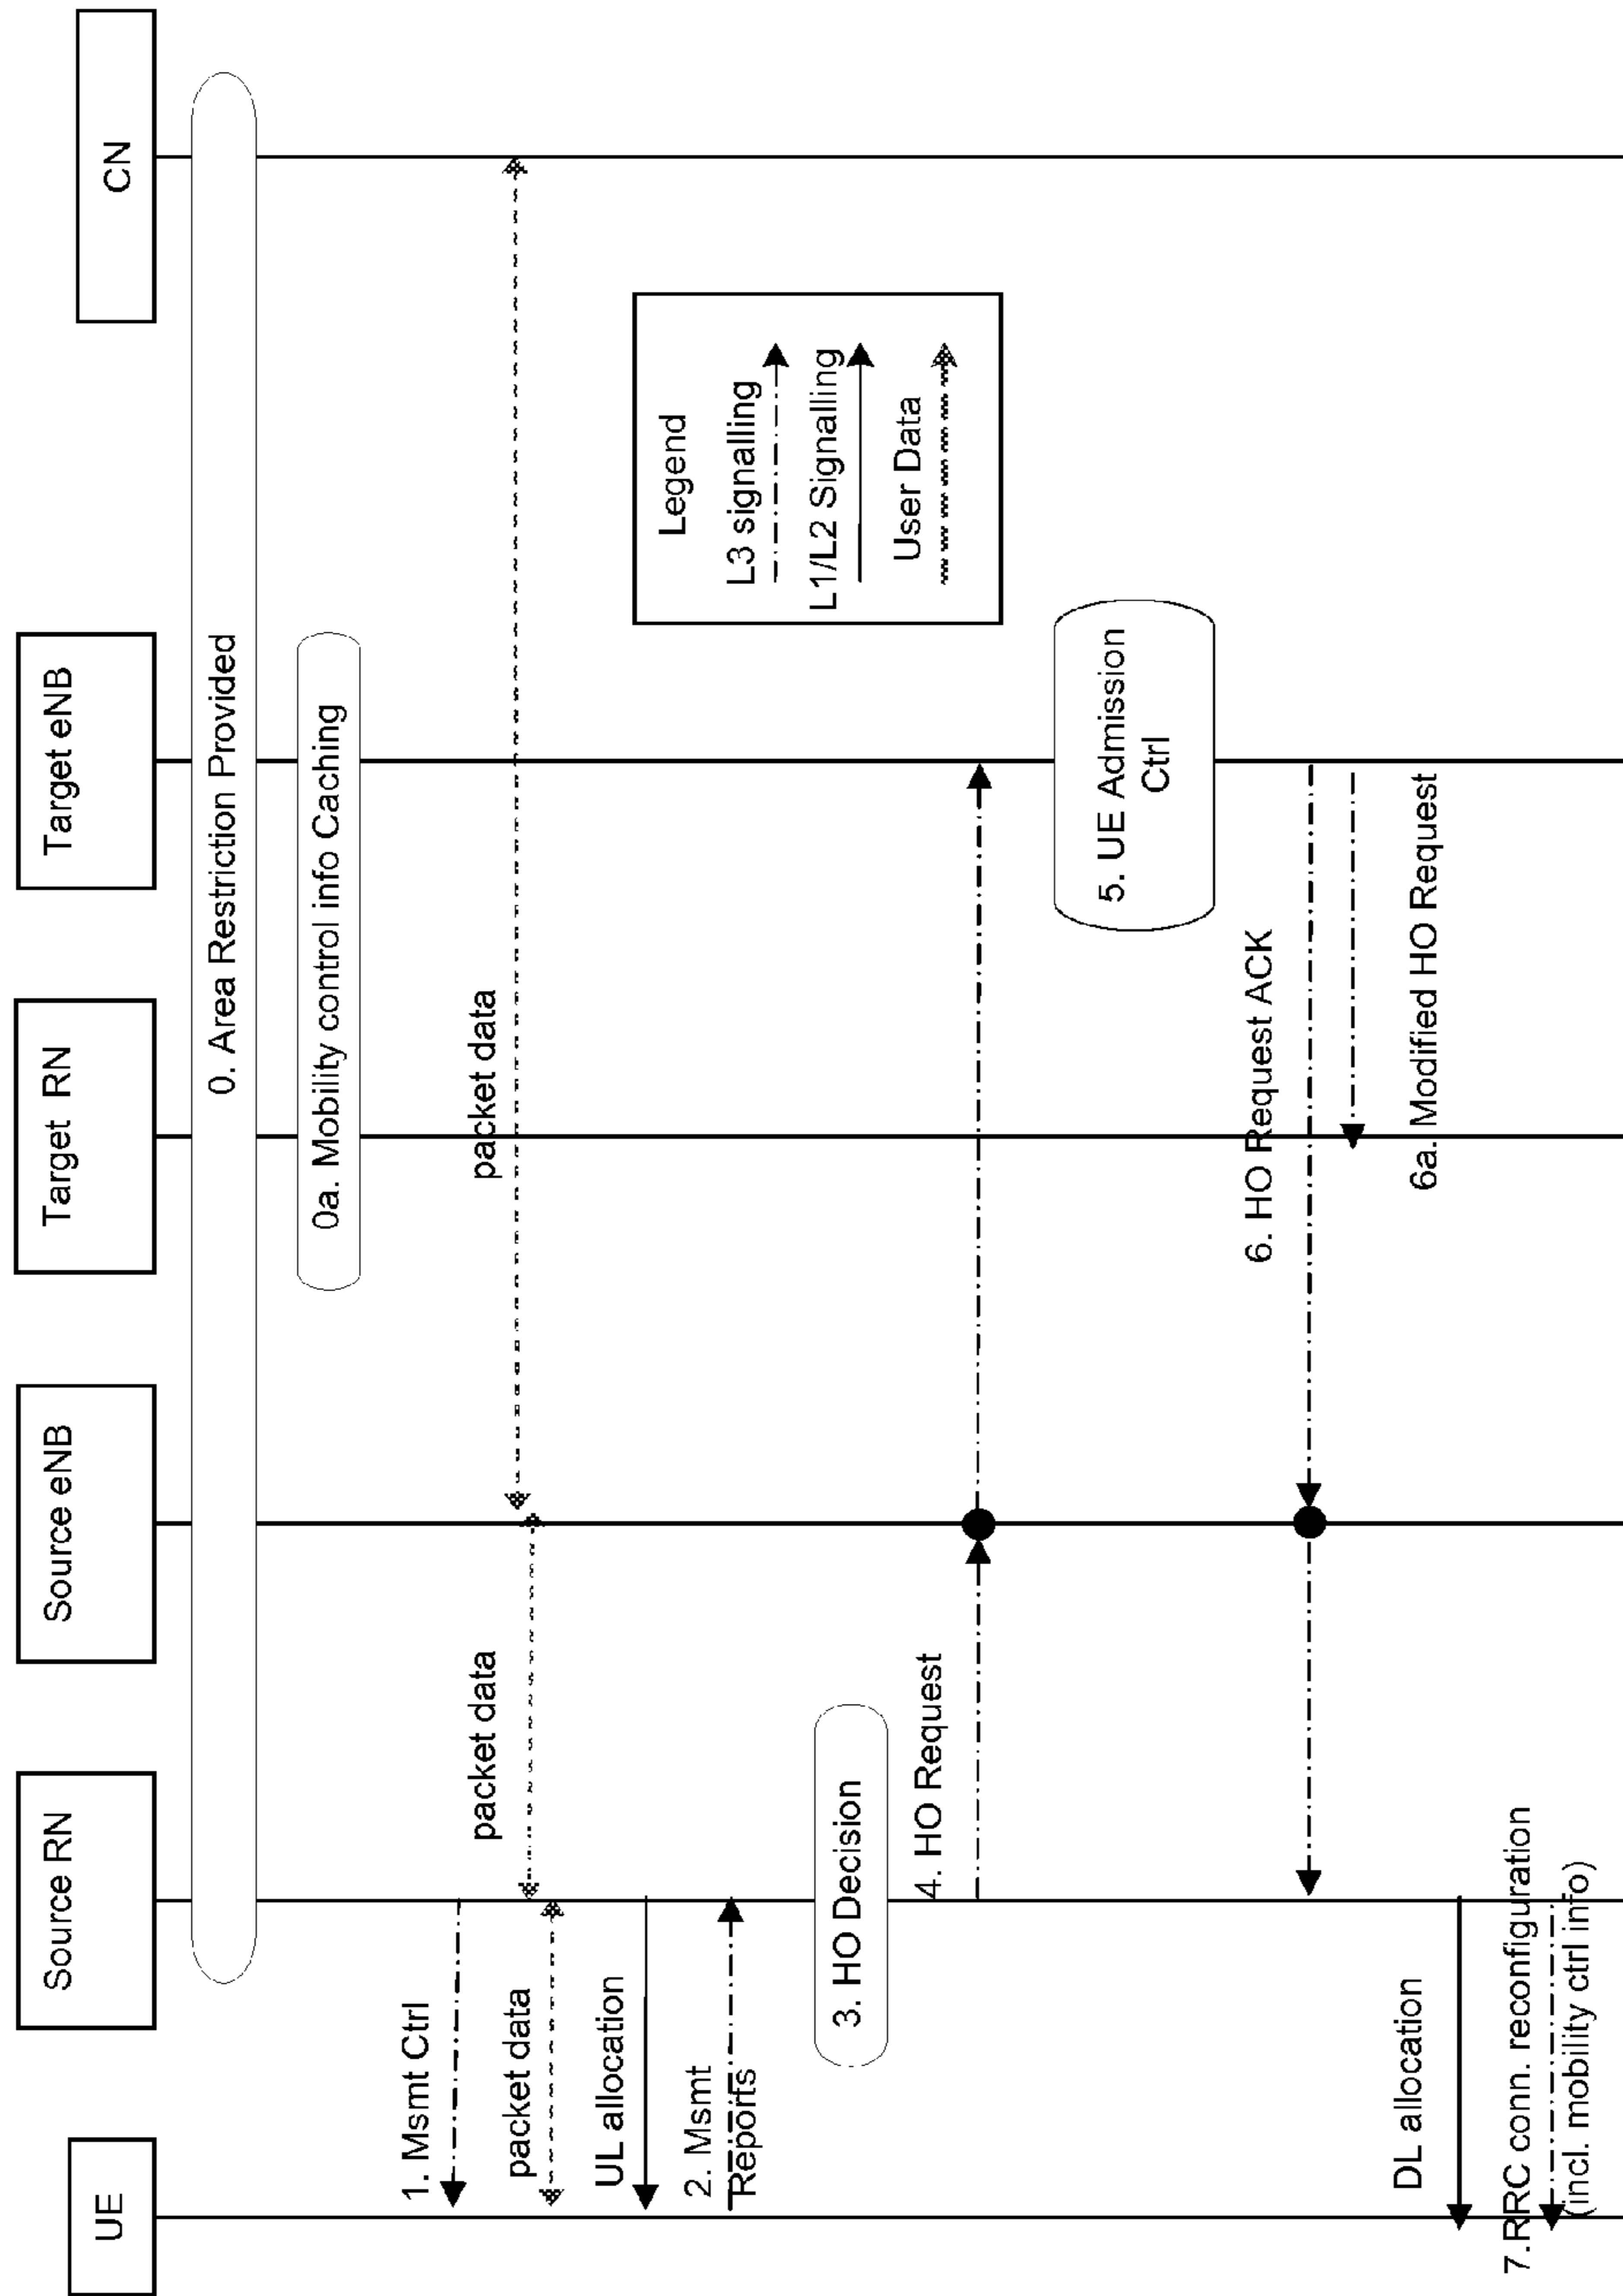 UE
Source RN
Source eNB
Target RN
Target eNB
CN
0. Area Restriction Provided
0a. Mobility control info Caching
1. Msmt Ctrl
packet data
packet data
packet data
UL allocation
2. Msmt
Reports
Legend
L3 signalling
L1/L2 Signalling
User Data
3. HO Decision
4. HO Request
5. UE Admission
Ctrl
6. HO Request ACK
6a. Modified HO Request
DL allocation
7.RRC conn. reconfiguration
(incl. mobility ctrl info)